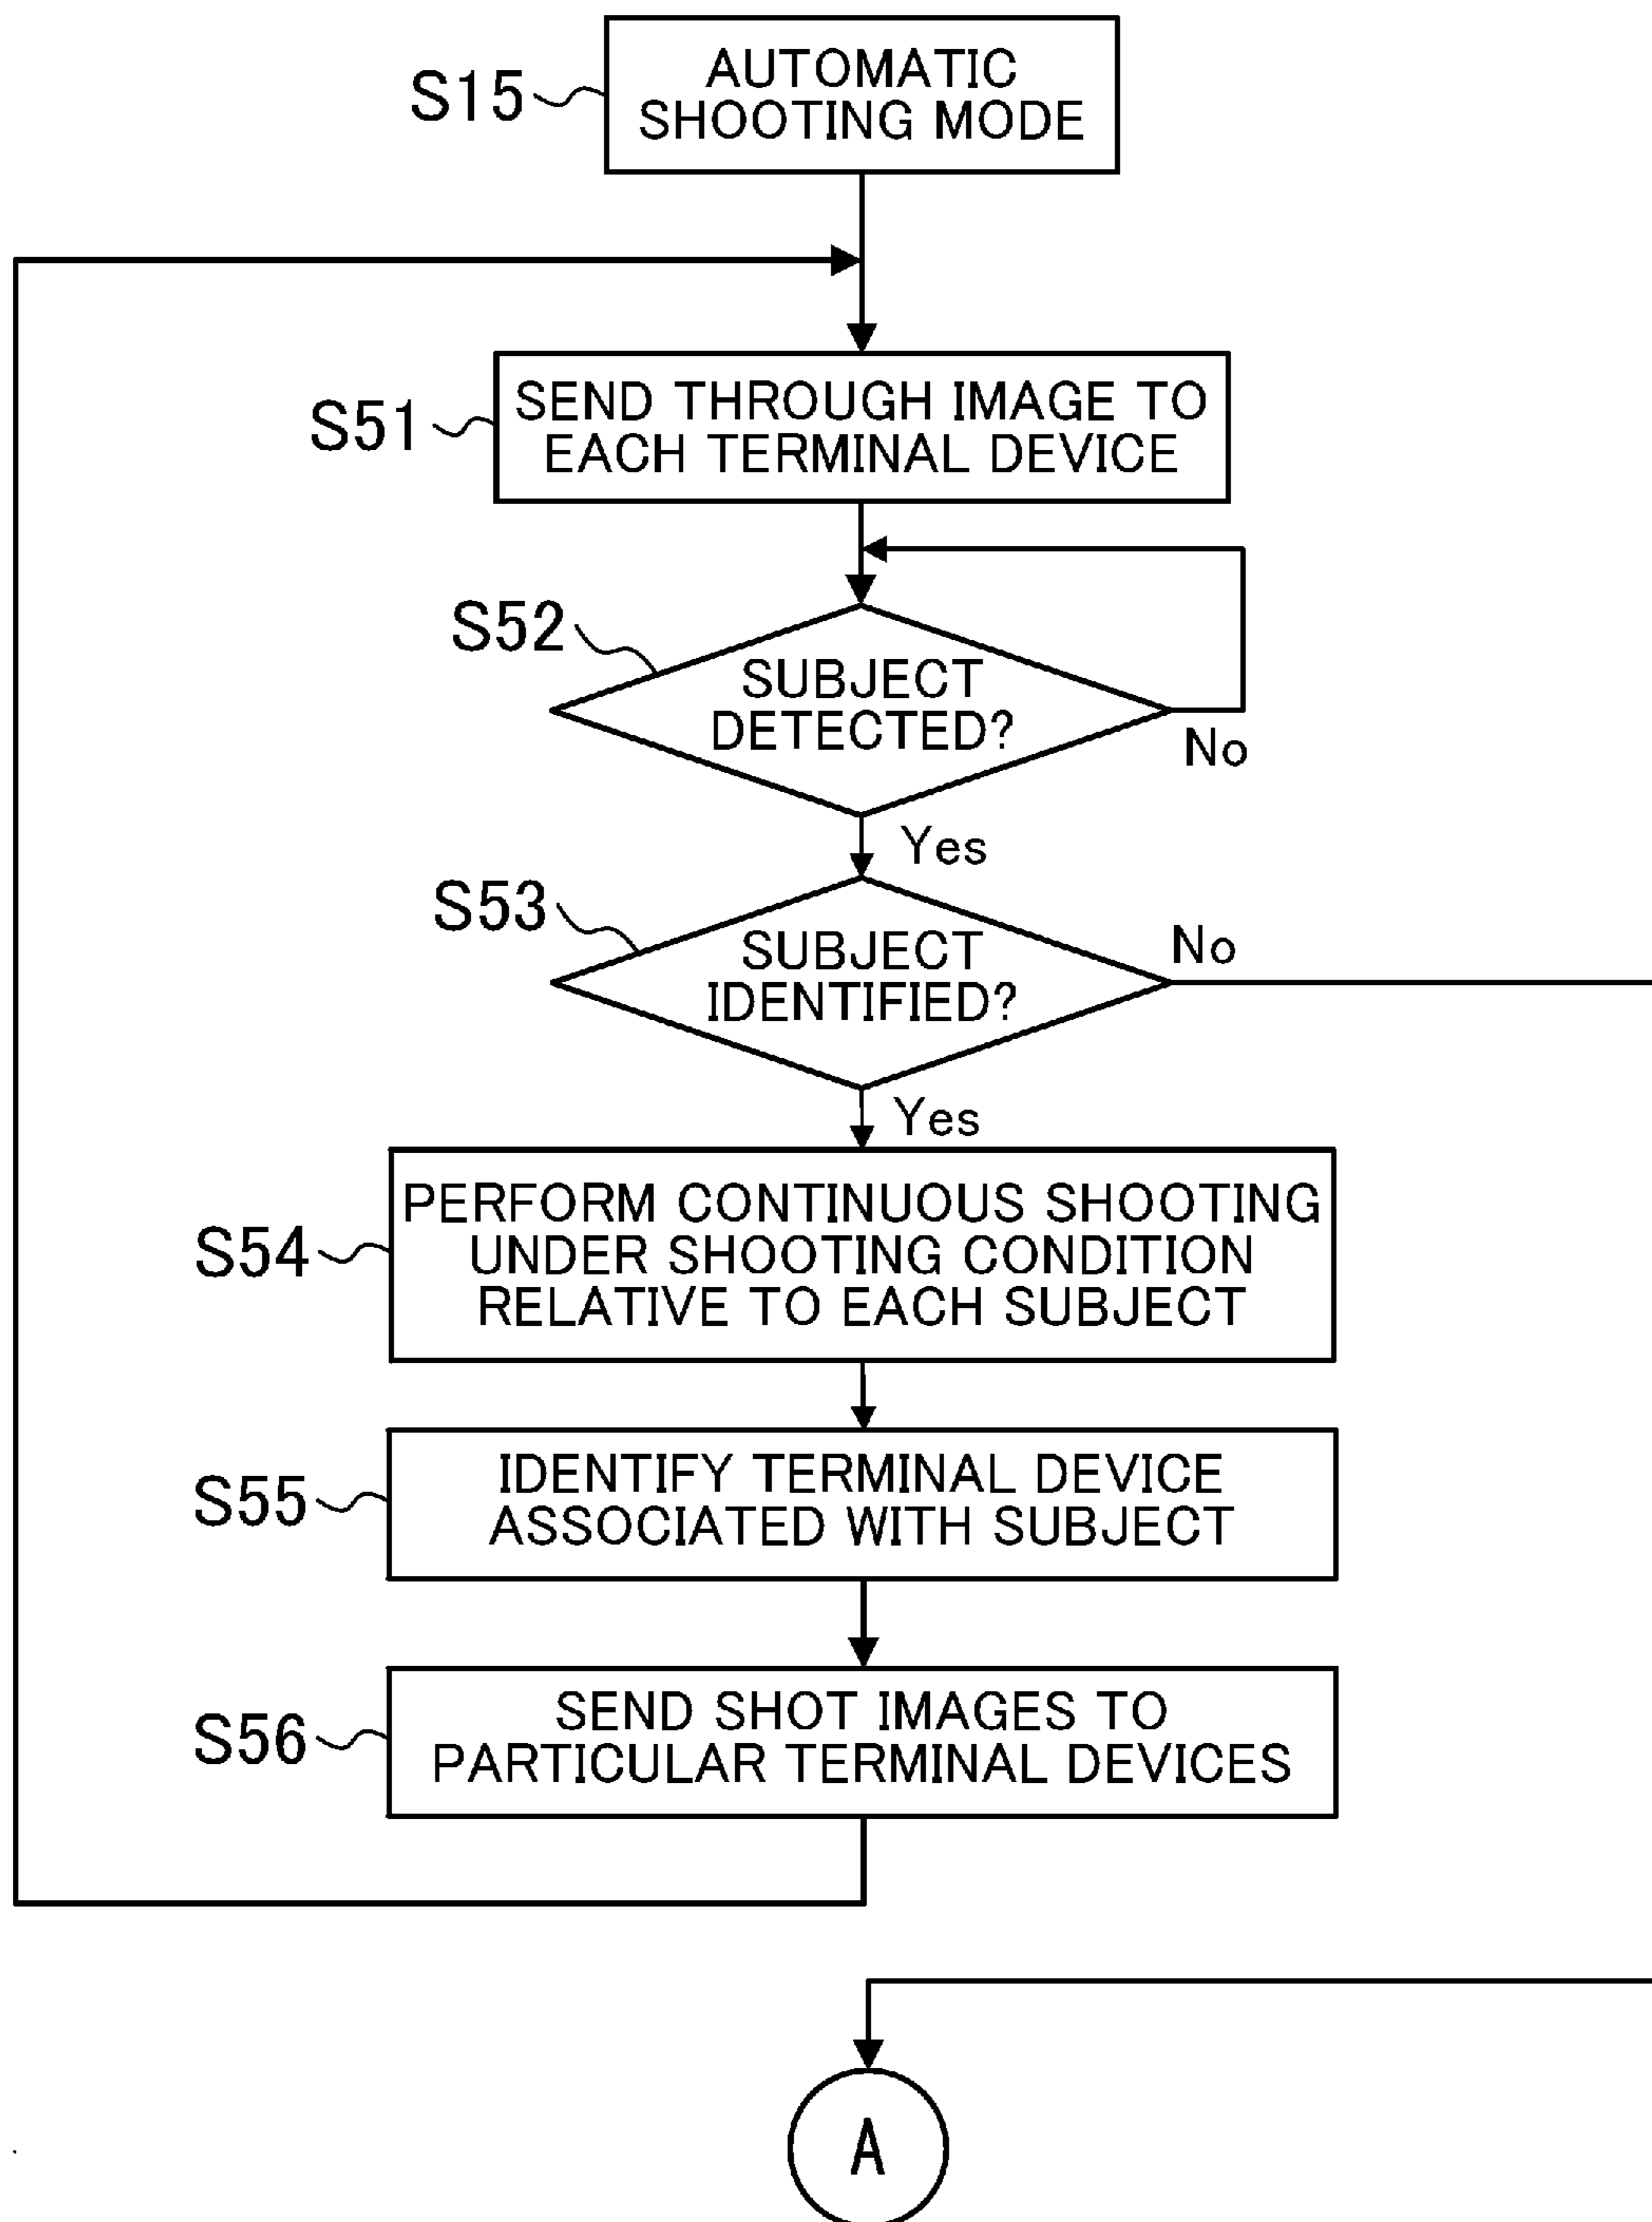 S15
AUTOMATIC
SHOOTING MODE
S51
SEND THROUGH IMAGE TO
EACH TERMINAL DEVICE
S52
SUBJECT
DETECTED?
No
Yes
S53
SUBJECT
IDENTIFIED?
No
Yes
S54
PERFORM CONTINUOUS SHOOTING
UNDER SHOOTING CONDITION
RELATIVE TO EACH SUBJECT
S55
IDENTIFY TERMINAL DEVICE
ASSOCIATED WITH SUBJECT
S56
SEND SHOT IMAGES TO
PARTICULAR TERMINAL DEVICES
A